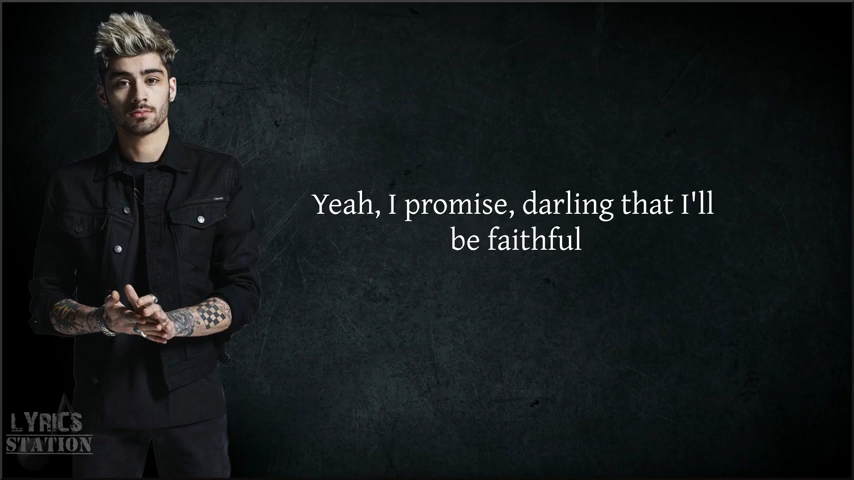 Yeah, I promise, darling that I'll
be faithful
LYRICS
STATION